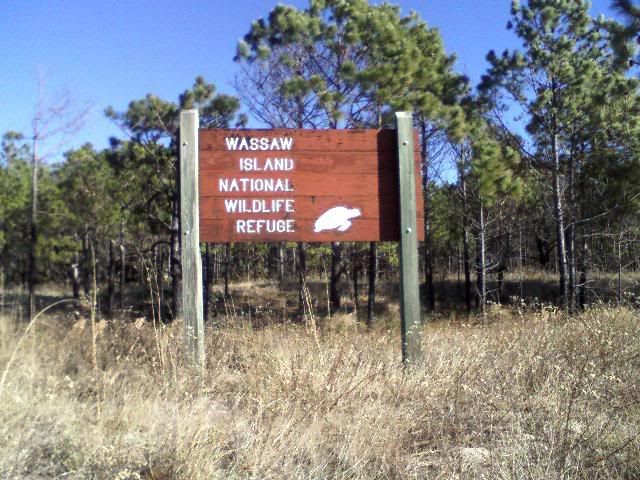 WASSAW
ISLAND
NATIONAL
WILDLIFE
REFUGE